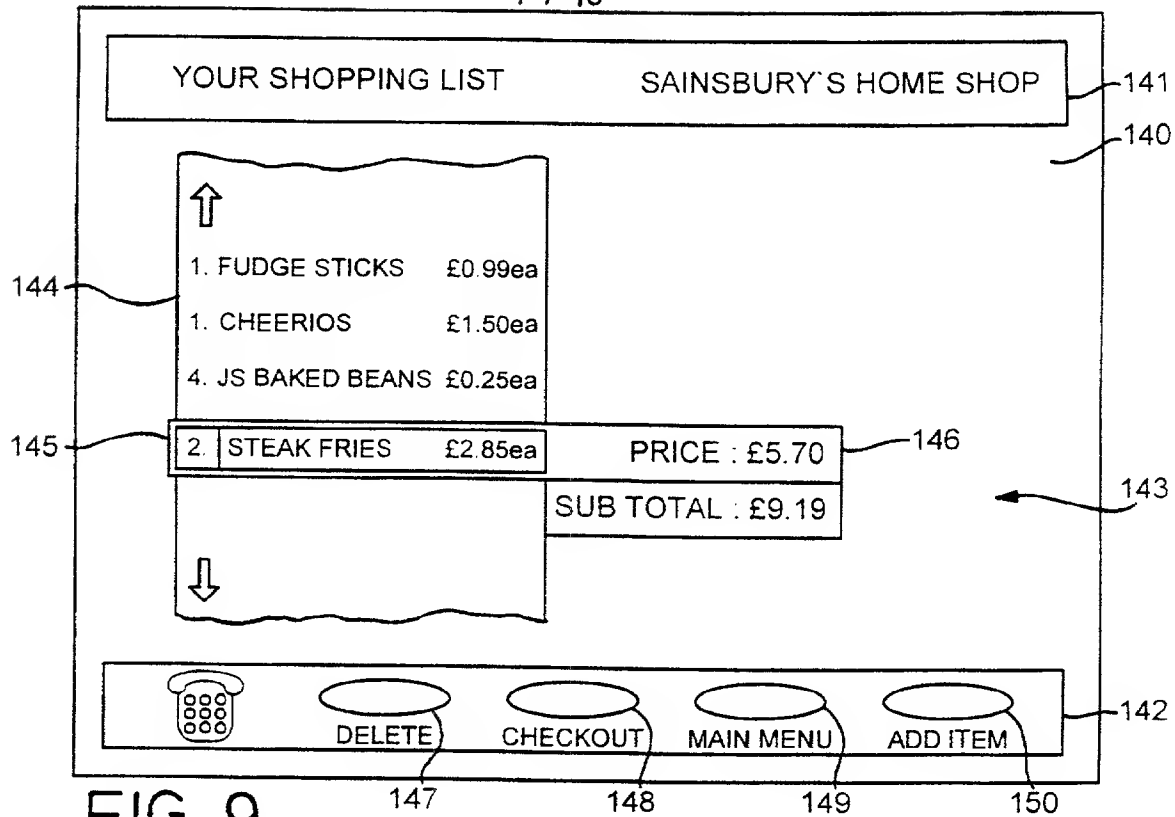 YOUR SHOPPING LIST SAINSBURY`S HOME SHOP
141
140
1. FUDGE STICKS £0.99ea
144
1. CHEERIOS £1.50ea
4. JS BAKED BEANS £0.25ea
145
2. STEAK FRIES £2.85ea PRICE : £5.70
146
143
SUB TOTAL : £9.19
142
DELETE CHECKOUT MAIN MENU ADD ITEM
147 148 149 150
FIG. 9